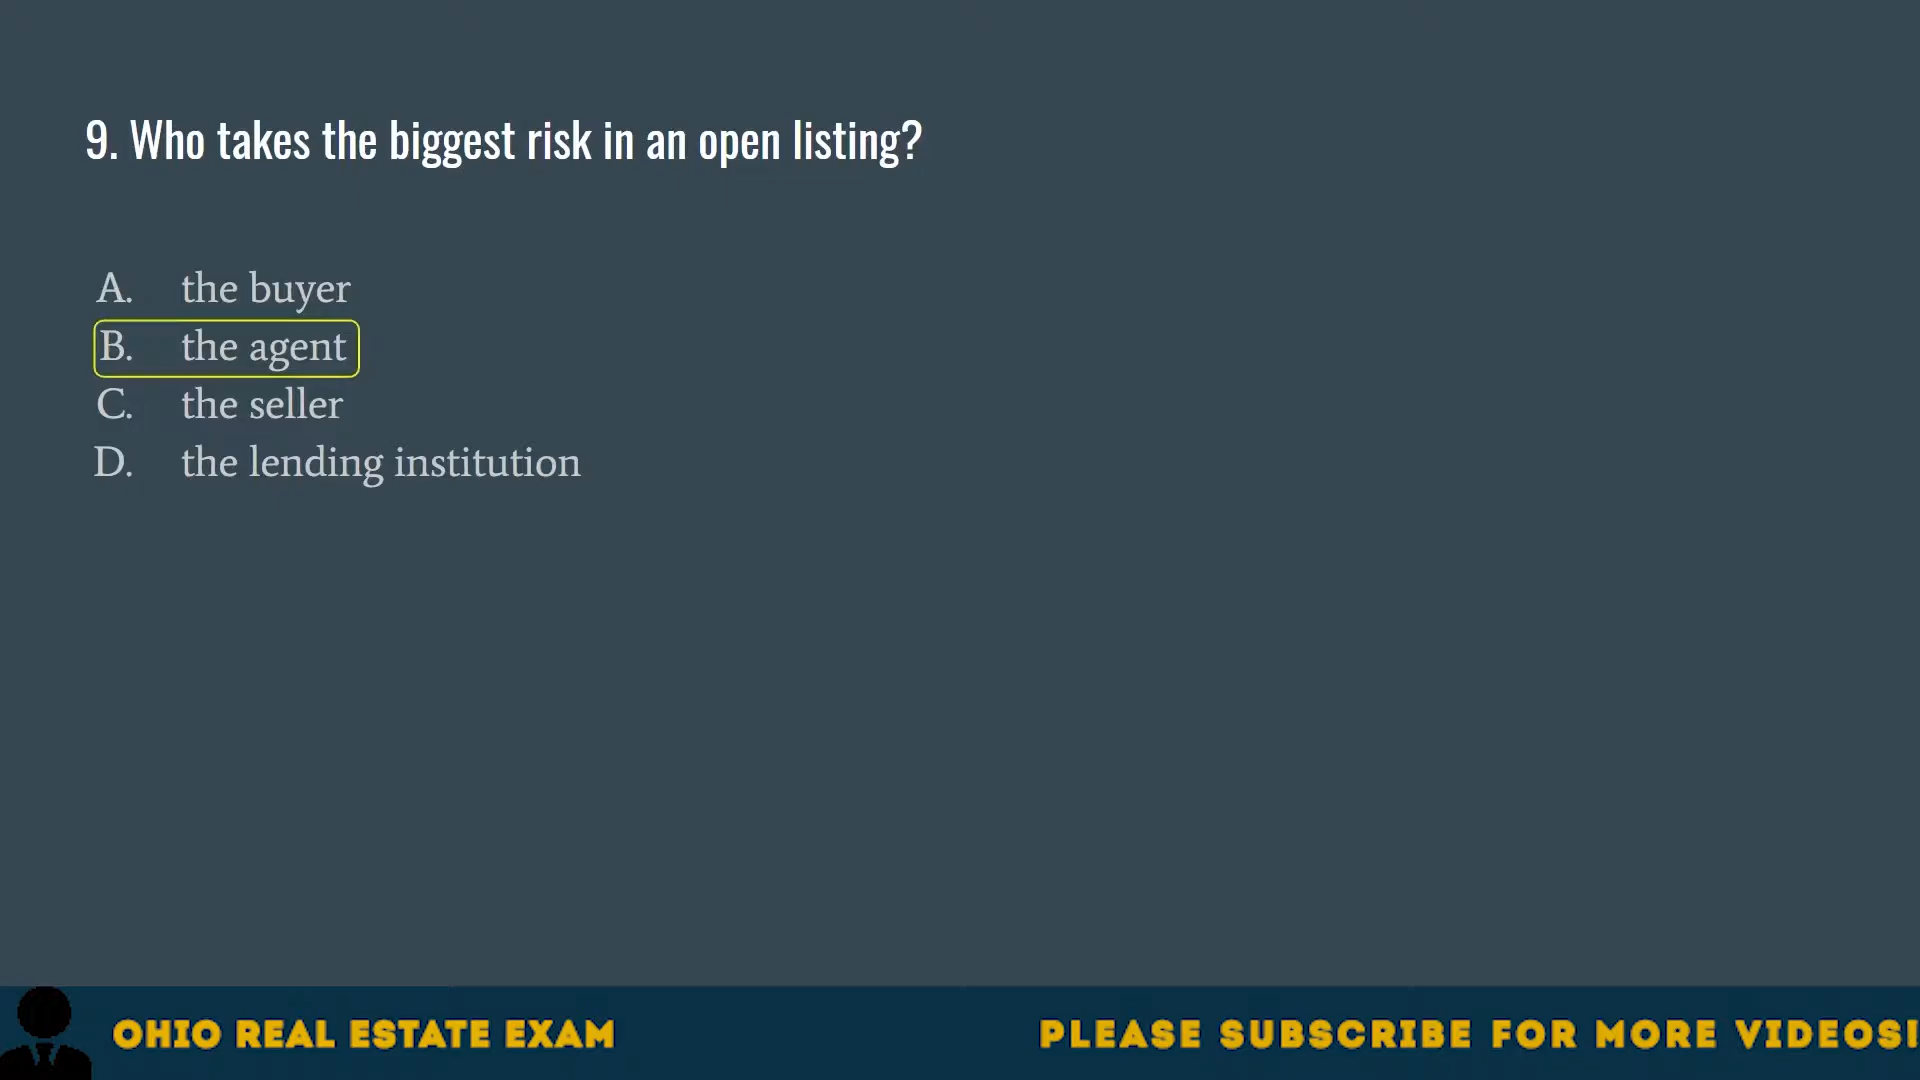 9. Who takes the biggest risk in an open listing?
A. the buyer
B. the agent
C. the seller
D. the lending institution
OHIO REAL ESTATE EXAM
PLEASE SUBSCRIBE FOR MORE VIDEOS!